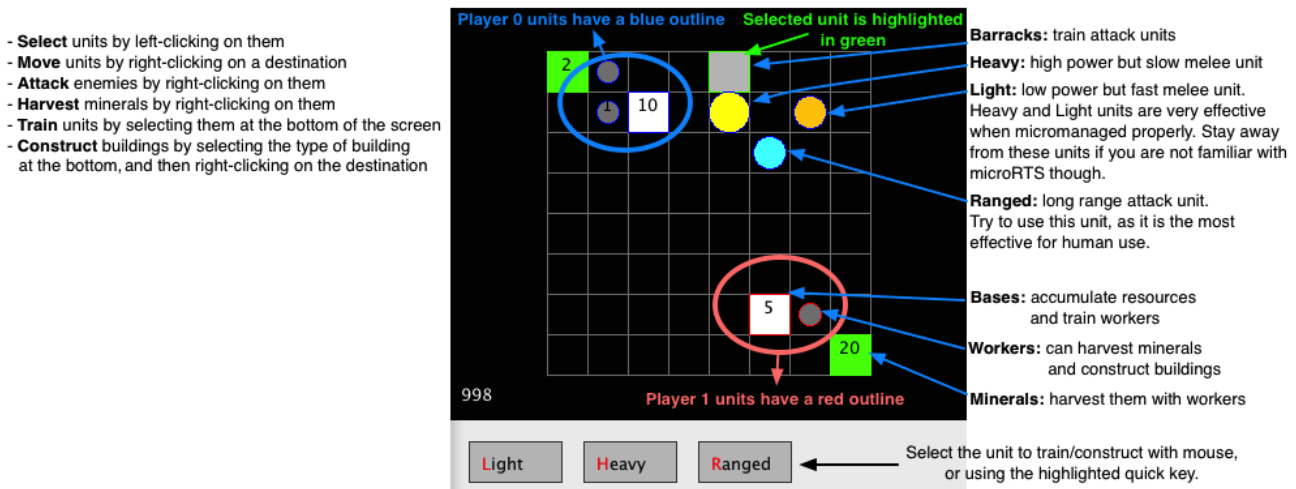 - Select units by left-clicking on them
- Move units by right-clicking on a destination
- Attack enemies by right-clicking on them
- Harvest minerals by right-clicking on them
- Train units by selecting them at the bottom of the screen
- Construct buildings by selecting the type of building
at the bottom, and then right-clicking on the destination
Player 0 units have a blue outline
Selected unit is highlighted
in green
2
1
10
5
20
998
Player 1 units have a red outline
Light
Heavy
Ranged
Barracks: train attack units
Heavy: high power but slow melee unit
Light: low power but fast melee unit.
Heavy and Light units are very effective
when micromanaged properly. Stay away
from these units if you are not familiar with
microRTS though.
Ranged: long range attack unit.
Try to use this unit, as it is the most
effective for human use.
Bases: accumulate resources
and train workers
Workers: can harvest minerals
and construct buildings
Minerals: harvest them with workers
Select the unit to train/construct with mouse,
or using the highlighted quick key.